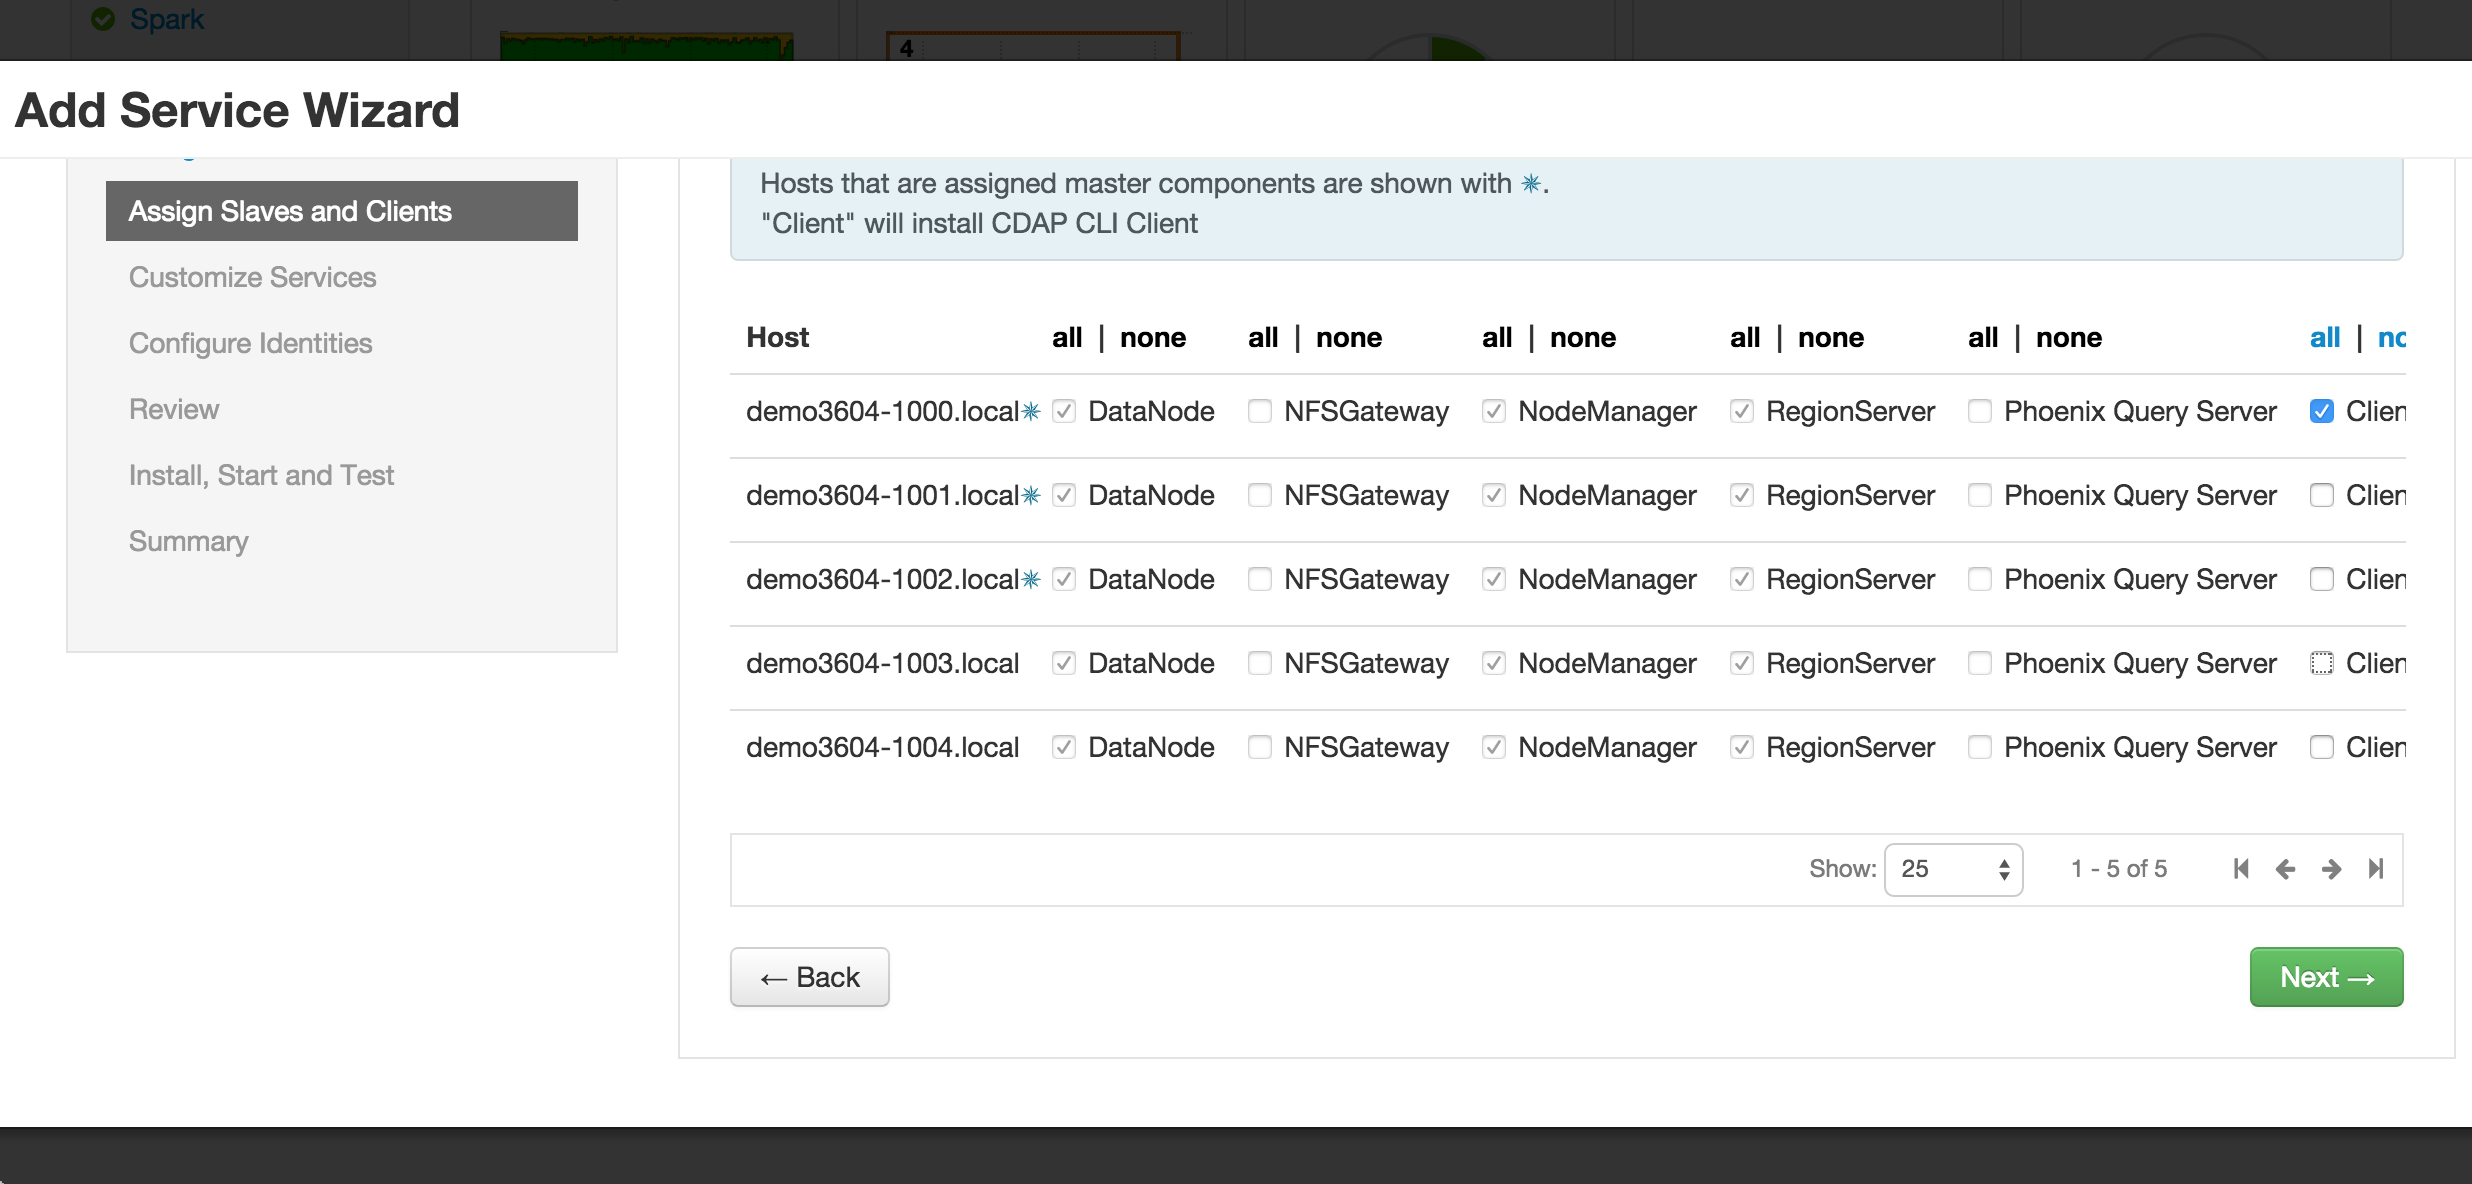 Spark
4
Add Service Wizard
Assign Slaves and Clients
Customize Services
Configure Identities
Review
Install, Start and Test
Summary
Hosts that are assigned master components are shown with ✳.
"Client" will install CDAP CLI Client
Host all | none all | none all | none all | none all | none all | no
demo3604-1000.local✳ DataNode NFSGateway NodeManager RegionServer Phoenix Query Server Clien
demo3604-1001.local✳ DataNode NFSGateway NodeManager RegionServer Phoenix Query Server Clien
demo3604-1002.local✳ DataNode NFSGateway NodeManager RegionServer Phoenix Query Server Clien
demo3604-1003.local DataNode NFSGateway NodeManager RegionServer Phoenix Query Server Clien
demo3604-1004.local DataNode NFSGateway NodeManager RegionServer Phoenix Query Server Clien
Show: 25 1 - 5 of 5
← Back
Next →